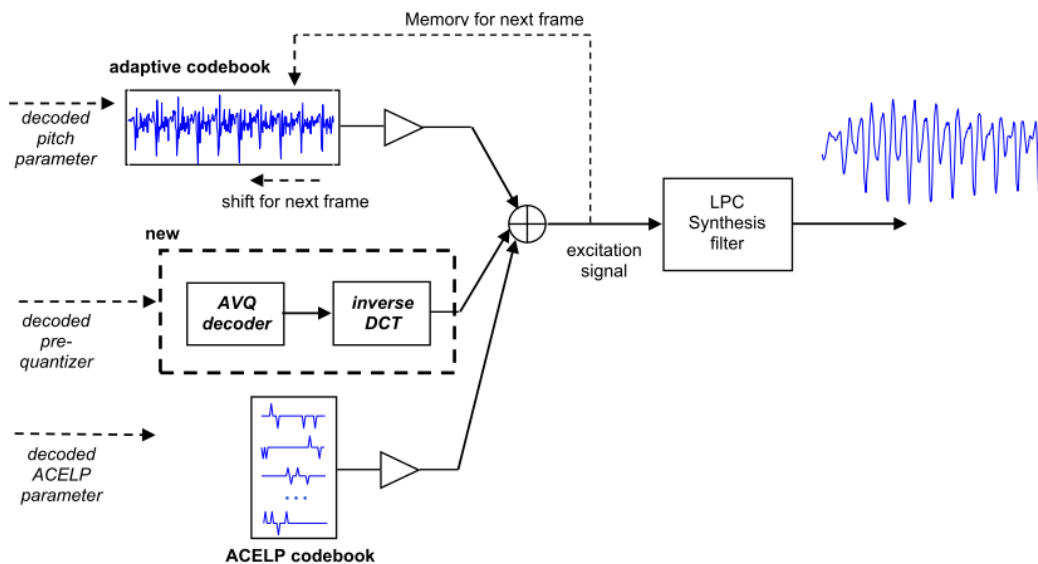 Memory for next frame
adaptive codebook
decoded
pitch
parameter
shift for next frame
LPC
Synthesis
filter
new
excitation
signal
AVQ
decoder
inverse
DCT
decoded
pre-
quantizer
decoded
ACELP
parameter
ACELP codebook